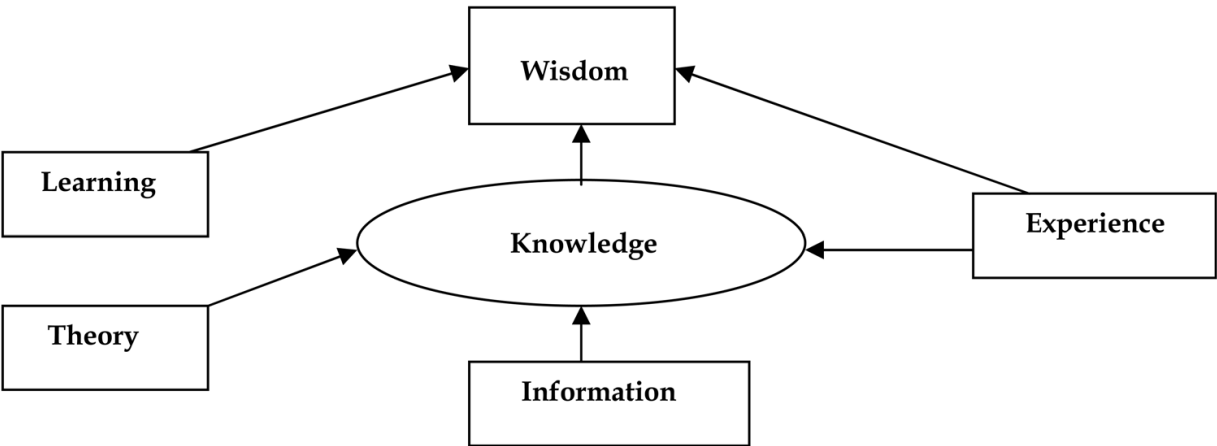 Wisdom
Learning
Experience
Knowledge
Theory
Information